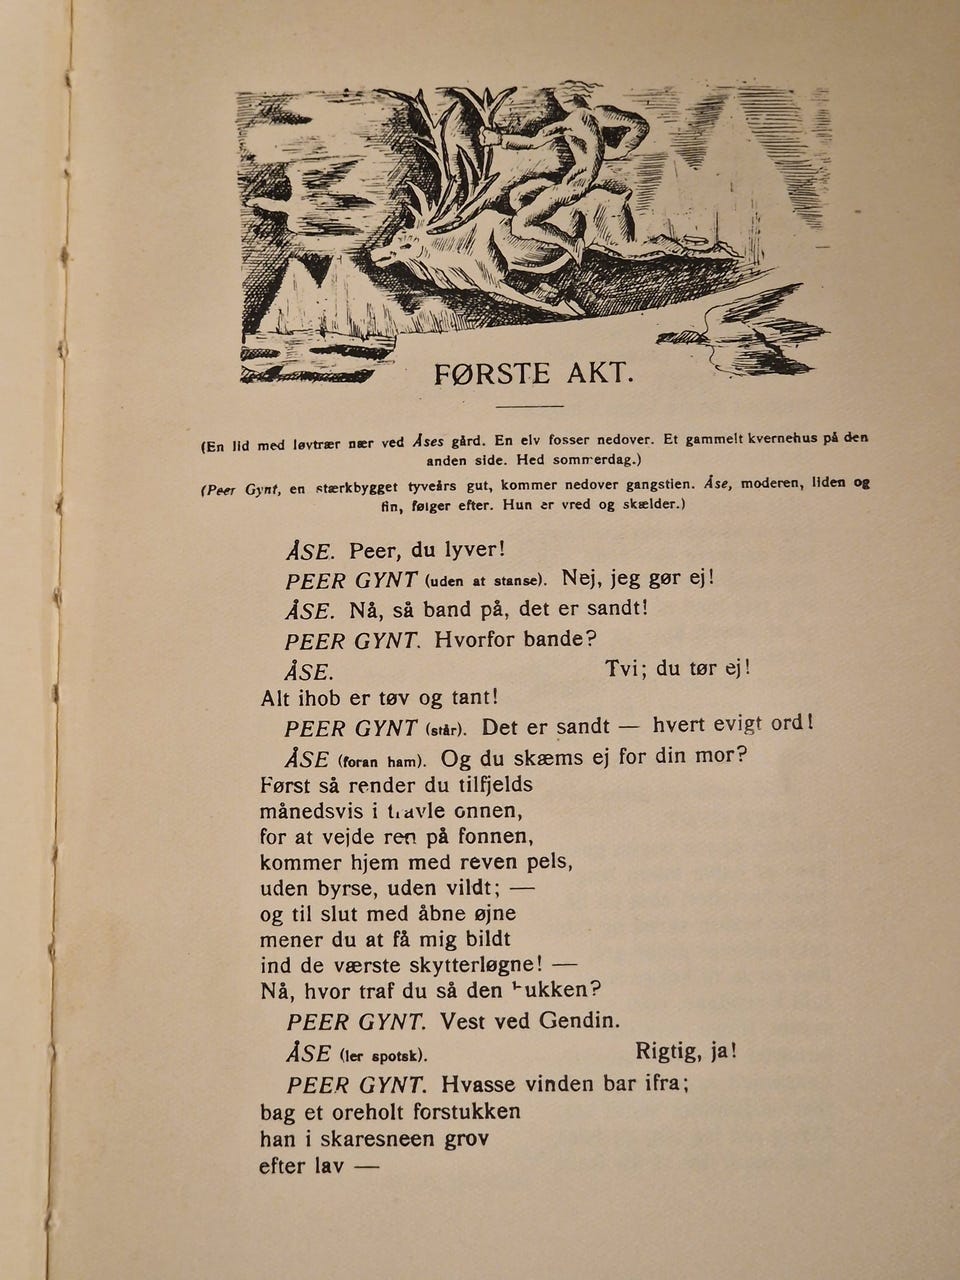 FØRSTE AKT.
(En lid med løvtrær nær ved Åses gård. En elv fosser nedover. Et gammelt kvernehus på den
anden side. Hed sommerdag.)
(Peer Gynt, en stærkbygget tyveårs gut, kommer nedover gangstien. Åse, moderen, liden og
fin, følger efter. Hun er vred og skælder.)
ÅSE. Peer, du lyver!
PEER GYNT (uden at stanse). Nej, jeg gør ej!
ÅSE. Nå, så band på, det er sandt!
PEER GYNT. Hvorfor bande?
ÅSE. Tvi; du tør ej!
Alt ihob er tøv og tant!
PEER GYNT (står). Det er sandt — hvert evigt ord!
ÅSE (foran ham). Og du skæms ej for din mor?
Først så render du tilfjelds
månedsvis i travle onnen,
for at vejde ren på fonnen,
kommer hjem med reven pels,
uden byrse, uden vildt; —
og til slut med åbne øjne
mener du at få mig bildt
ind de værste skytterløgne! —
Nå, hvor traf du så den bukken?
PEER GYNT. Vest ved Gendin.
ÅSE (ler spotsk). Rigtig, ja!
PEER GYNT. Hvasse vinden bar ifra;
bag et oreholt forstukken
han i skaresneen grov
efter lav —